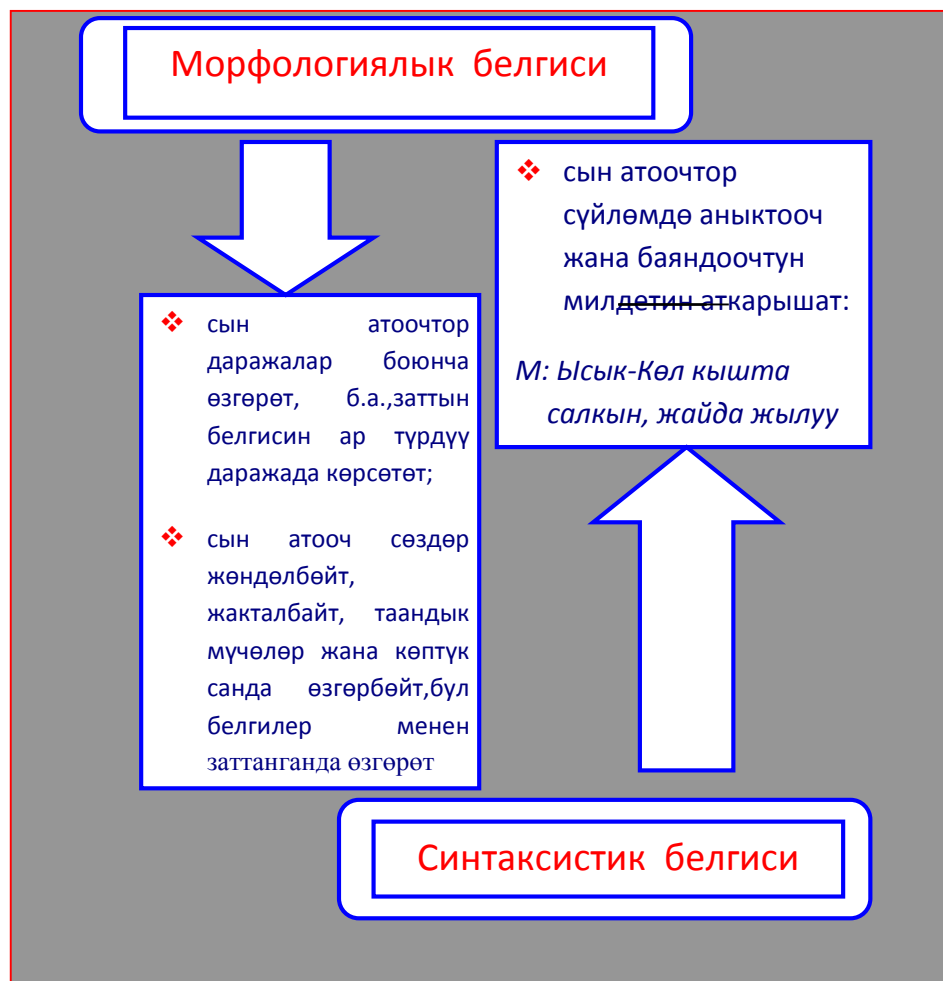 Морфологиялык белгиси
сын атоочтор
даражалар боюнча
өзгөрөт, б.а.,заттын
белгисин ар түрдүү
даражада көрсөтөт;
сын атооч сөздөр
жөндөлбөйт,
жакталбайт, таандык
мүчөлөр жана көптүк
санда өзгөрбөйт,бул
белгилер менен
заттанганда өзгөрөт
сын атоочтор
сүйлөмдө аныктооч
жана баяндоочтун
милдетин аткарышат:
М: Ысык-Көл кышта
салкын, жайда жылуу
Синтаксистик белгиси